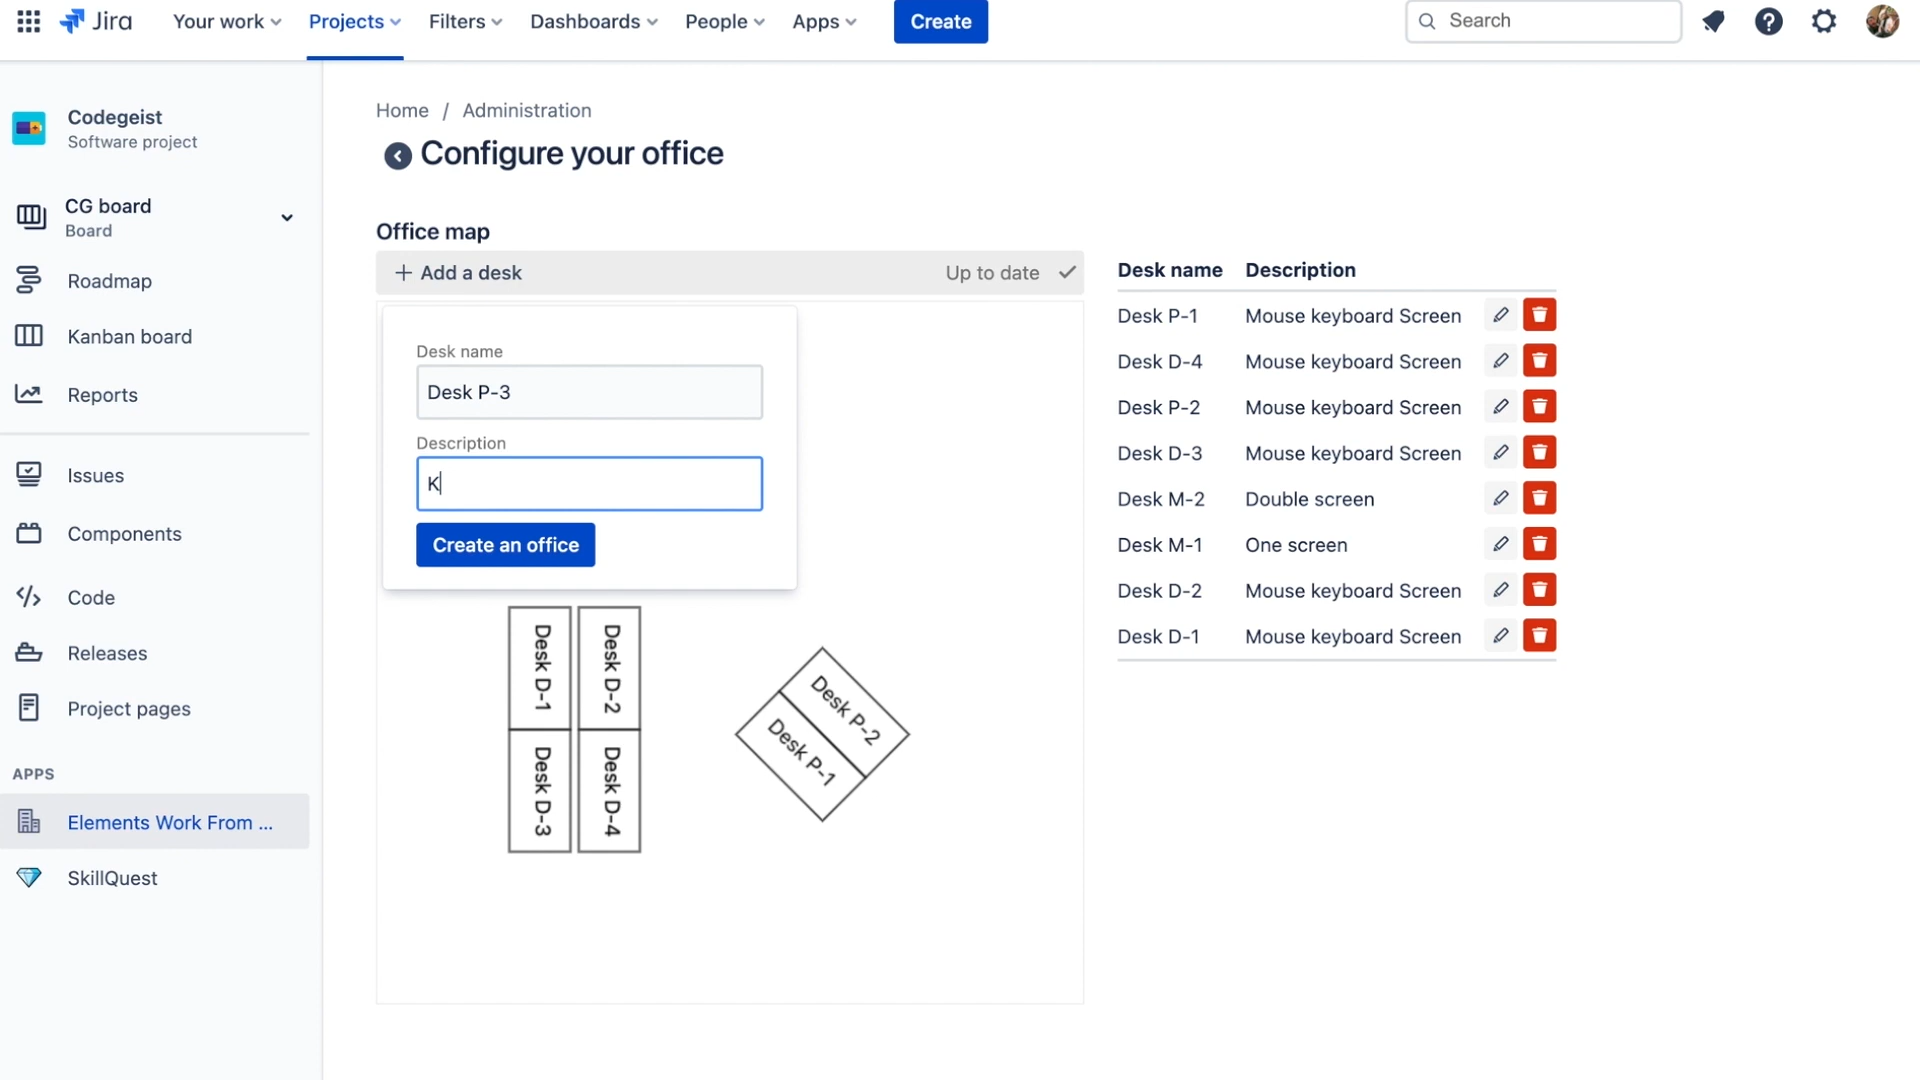 Jira
Your work
Projects
Filters
Dashboards
People
Apps
Create
Search
Codegeist
Software project
CG board
Board
Roadmap
Kanban board
Reports
Issues
Components
Code
Releases
Project pages
APPS
Elements Work From ...
SkillQuest
Home / Administration
Configure your office
Office map
+ Add a desk
Up to date
Desk name
Desk P-3
Description
K
Create an office
Desk D-1
Desk D-2
Desk D-3
Desk D-4
Desk P-2
Desk P-1
Desk name Description
Desk P-1 Mouse keyboard Screen
Desk D-4 Mouse keyboard Screen
Desk P-2 Mouse keyboard Screen
Desk D-3 Mouse keyboard Screen
Desk M-2 Double screen
Desk M-1 One screen
Desk D-2 Mouse keyboard Screen
Desk D-1 Mouse keyboard Screen